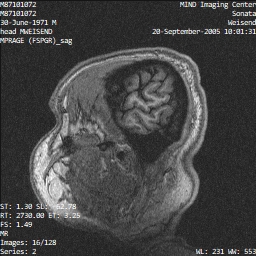 M87101072
M87101072
30-June-1971 M
head MWEISEND
MPRAGE (FSPGR)_sag
MIND Imaging Center
Sonata
Weisend
20-September-2005 10:01:31
ST: 1.30 SL: -62.78
RT: 2730.00 ET: 3.25
FS: 1.49
MR
Images: 16/128
Series: 2
WL: 231 WW: 553